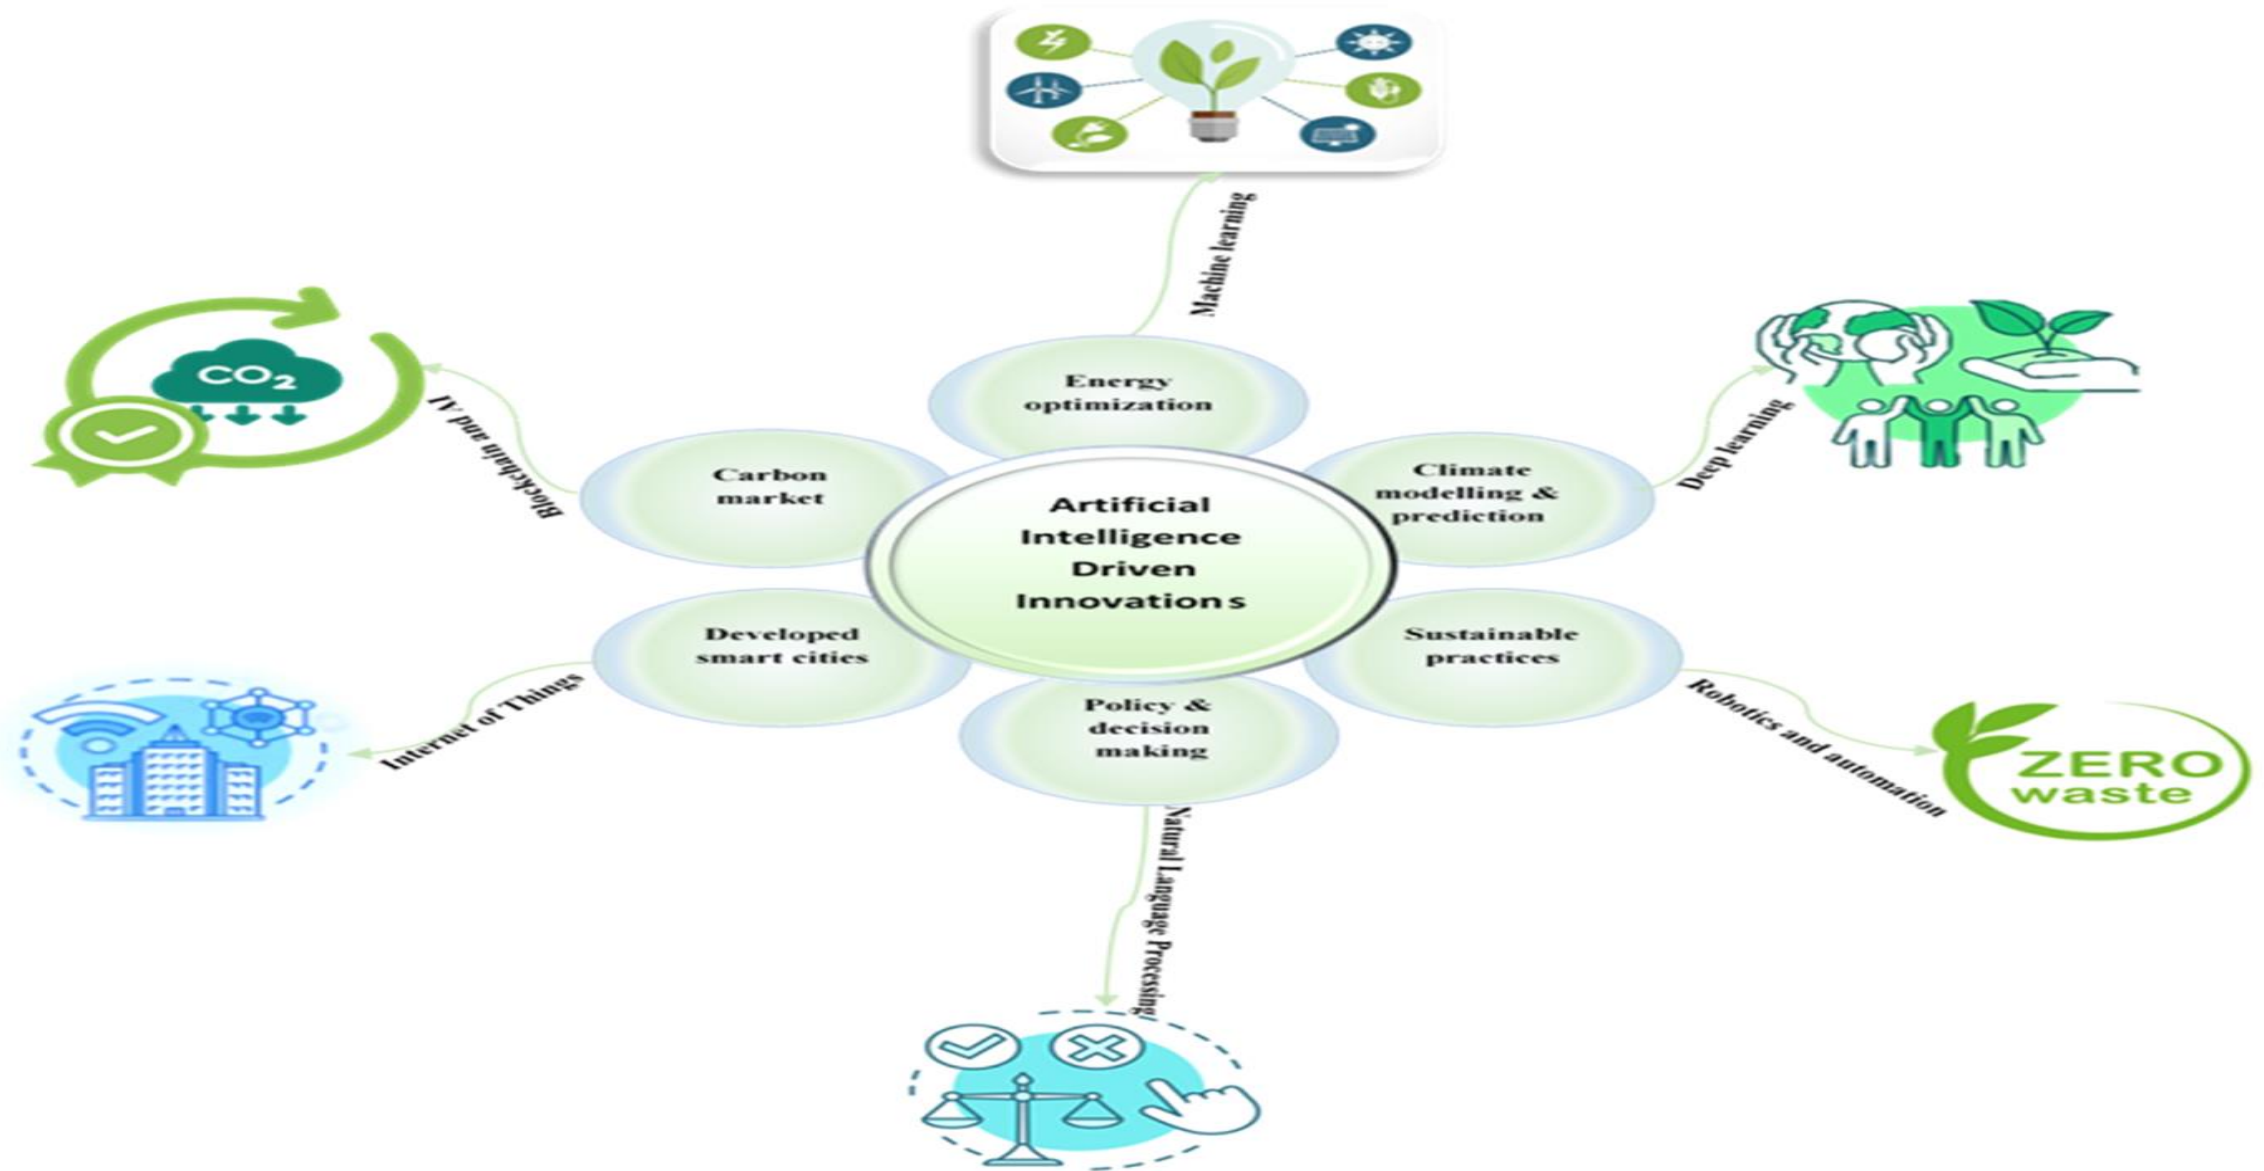 Machine learning
CO2
Blockchain and AI
Energy
optimization
Deep learning
Carbon
market
Climate
modelling &
prediction
Artificial
Intelligence
Driven
Innovations
Developed
smart cities
Sustainable
practices
Internet of Things
Policy &
decision
making
Robotics and automation
ZERO
waste
Natural Language Processing